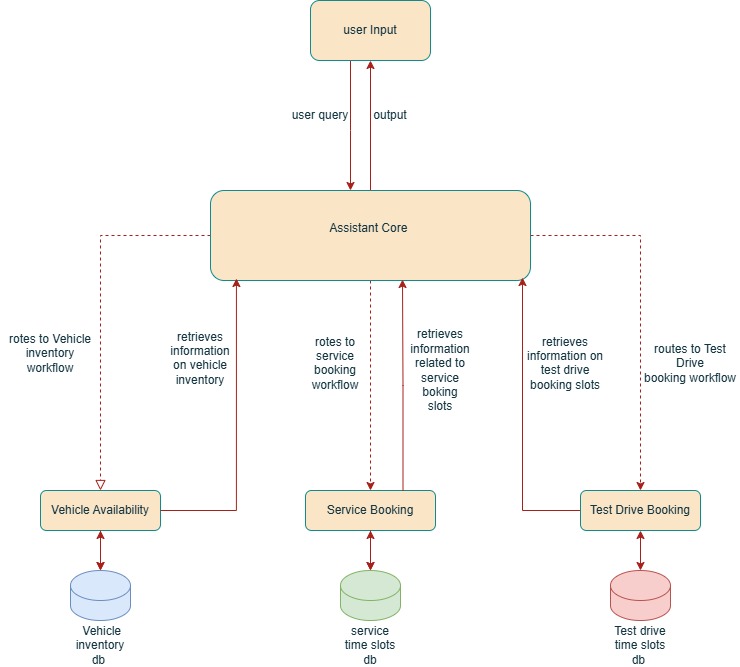 user Input
user query
output
Assistant Core
rotes to Vehicle
inventory
workflow
retrieves
information
on vehicle
inventory
rotes to
service
booking
workflow
retrieves
information
related to
service
boking
slots
retrieves
information on
test drive
booking slots
routes to Test
Drive
booking workflow
Vehicle Availability
Service Booking
Test Drive Booking
Vehicle
inventory
db
service
time slots
db
Test drive
time slots
db